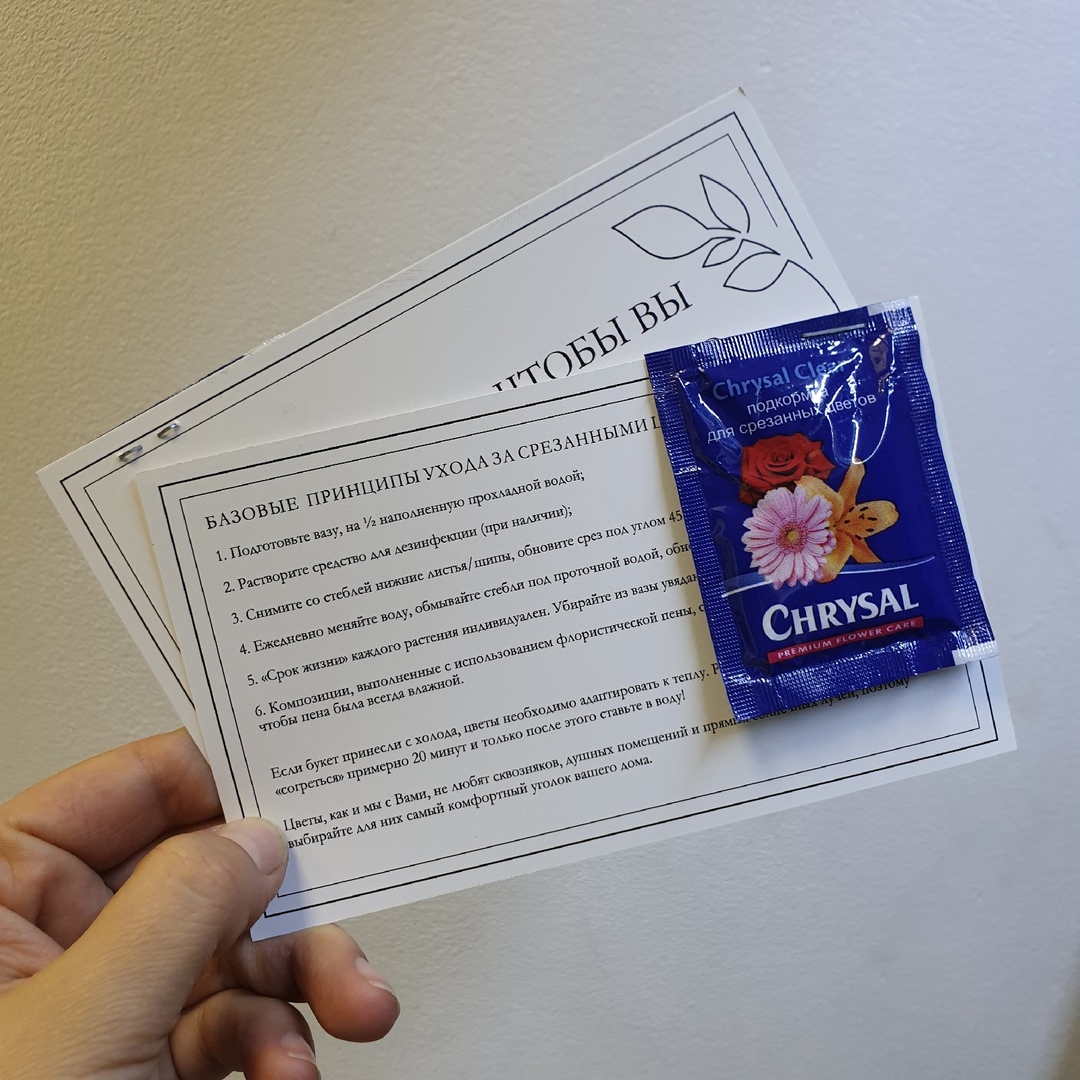 ЧТОБЫ ВЫ
БАЗОВЫЕ ПРИНЦИПЫ УХОДА ЗА СРЕЗАННЫМИ
1. Подготовьте вазу, на ½ наполненную прохладной водой;
2. Растворите средство для дезинфекции (при наличии);
3. Снимите со стеблей нижние листья/шипы, обновите срез под углом 45
4. Ежедневно меняйте воду, обмывайте стебли под проточной водой,
5. «Срок жизни» каждого растения индивидуален. Убирайте из вазы
6. Композиции, выполненные с использованием флористической пены,
чтобы пена была всегда влажной.
Если букет принесли с холода, цветы необходимо адаптировать к теплу.
«согреться» примерно 20 минут и только после этого ставьте в воду!
Цветы, как и мы с Вами, не любят сквозняков, душных помещений и прямых солнечных лучей, поэтому
выбирайте для них самый комфортный уголок вашего дома.
Chrysal Clear
подкормка
для срезанных цветов
CHRYSAL
PREMIUM FLOWER CARE